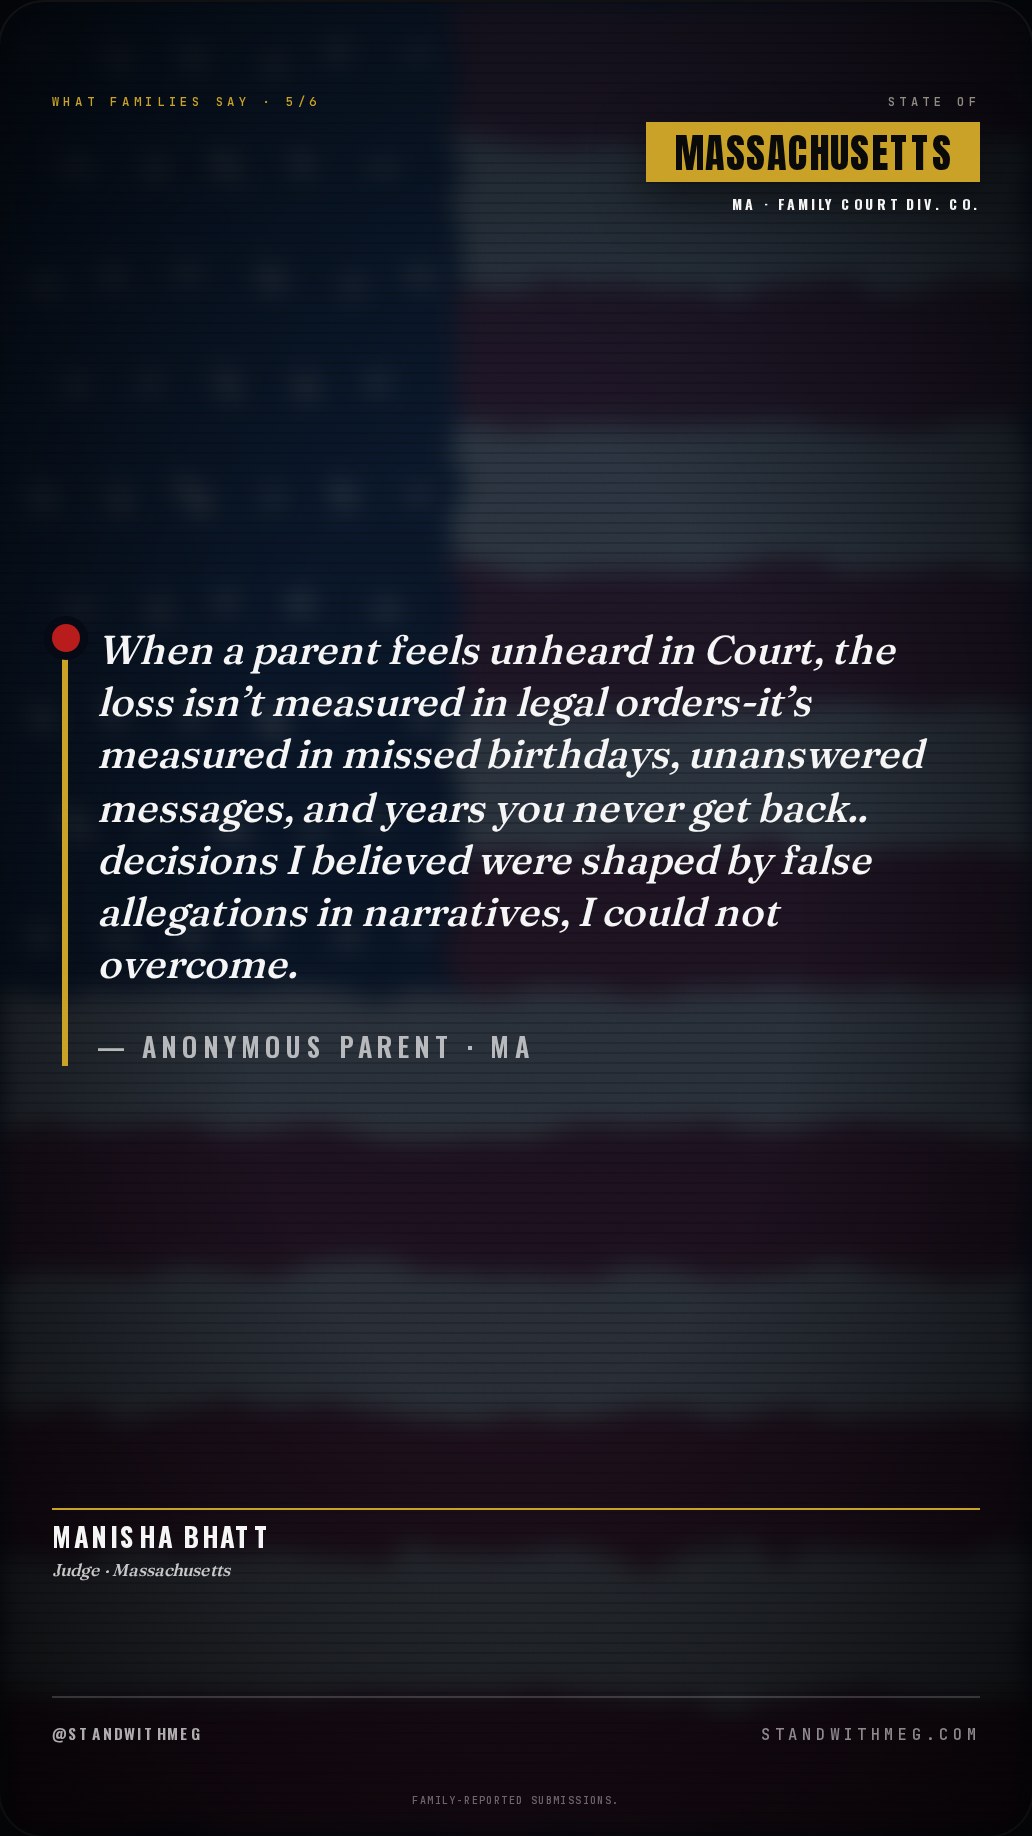 WHAT FAMILIES SAY · 5/6
STATE OF
MASSACHUSETTS
MA · FAMILY COURT DIV. CO.
When a parent feels unheard in Court, the
loss isn’t measured in legal orders-it’s
measured in missed birthdays, unanswered
messages, and years you never get back..
decisions I believed were shaped by false
allegations in narratives, I could not
overcome.
— ANONYMOUS PARENT · MA
MANISHA BHATT
Judge · Massachusetts
@STANDWITHMEG
STANDWITHMEG.COM
FAMILY-REPORTED SUBMISSIONS.